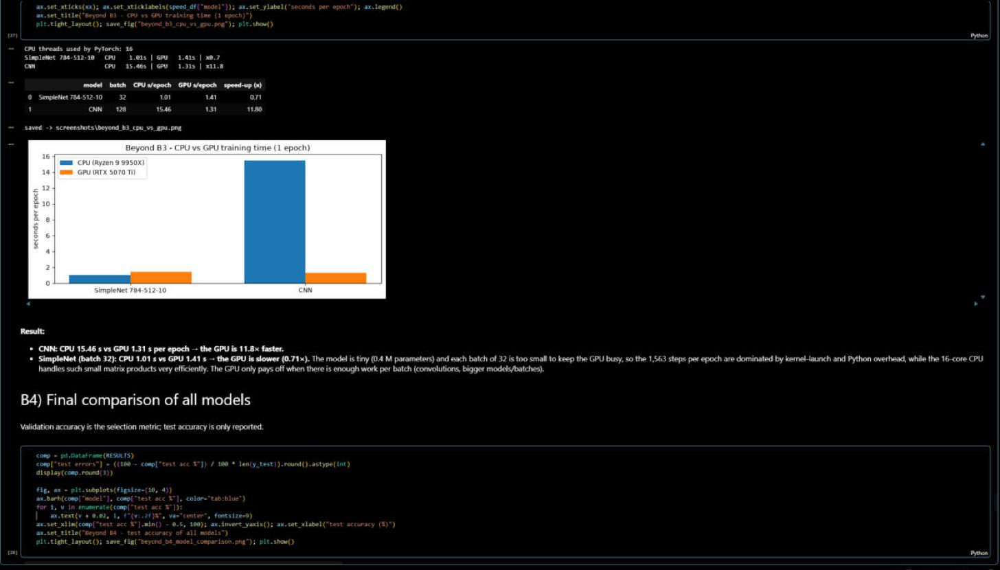 ax.set_xticks(xx); ax.set_xticklabels(speed_df["model"]); ax.set_ylabel("seconds per epoch"); ax.legend()
ax.set_title("Beyond B3 - CPU vs GPU training time (1 epoch)")
plt.tight_layout(); save_fig("beyond_b3_cpu_vs_gpu.png"); plt.show()
[27]
Python
CPU threads used by PyTorch: 16
SimpleNet 784-512-10 CPU 1.01s | GPU 1.41s | x0.7
CNN CPU 15.46s | GPU 1.31s | x11.8
model batch CPU s/epoch GPU s/epoch speed-up (x)
0 SimpleNet 784-512-10 32 1.01 1.41 0.71
1 CNN 128 15.46 1.31 11.80
saved -> screenshots\beyond_b3_cpu_vs_gpu.png
Beyond B3 - CPU vs GPU training time (1 epoch)
CPU (Ryzen 9 9950X)
GPU (RTX 5070 Ti)
seconds per epoch
16
14
12
10
8
6
4
2
0
SimpleNet 784-512-10 CNN
Result:
• CNN: CPU 15.46 s vs GPU 1.31 s per epoch → the GPU is 11.8× faster.
• SimpleNet (batch 32): CPU 1.01 s vs GPU 1.41 s → the GPU is slower (0.71×). The model is tiny (0.4 M parameters) and each batch of 32 is too small to keep the GPU busy, so the 1,563 steps per epoch are dominated by kernel-launch and Python overhead, while the 16-core CPU
handles such small matrix products very efficiently. The GPU only pays off when there is enough work per batch (convolutions, bigger models/batches).
B4) Final comparison of all models
Validation accuracy is the selection metric; test accuracy is only reported.
comp = pd.DataFrame(RESULTS)
comp["test errors"] = ((100 - comp["test acc %"]) / 100 * len(y_test)).round().astype(int)
display(comp.round(3))
fig, ax = plt.subplots(figsize=(10, 4))
ax.barh(comp["model"], comp["test acc %"], color="tab:blue")
for i, v in enumerate(comp["test acc %"]):
ax.text(v + 0.02, i, f"{v:.2f}%", va="center", fontsize=9)
ax.set_xlim(comp["test acc %"].min() - 0.5, 100); ax.invert_yaxis(); ax.set_xlabel("test accuracy (%)")
ax.set_title("Beyond B4 - test accuracy of all models")
plt.tight_layout(); save_fig("beyond_b4_model_comparison.png"); plt.show()
[28]
Python